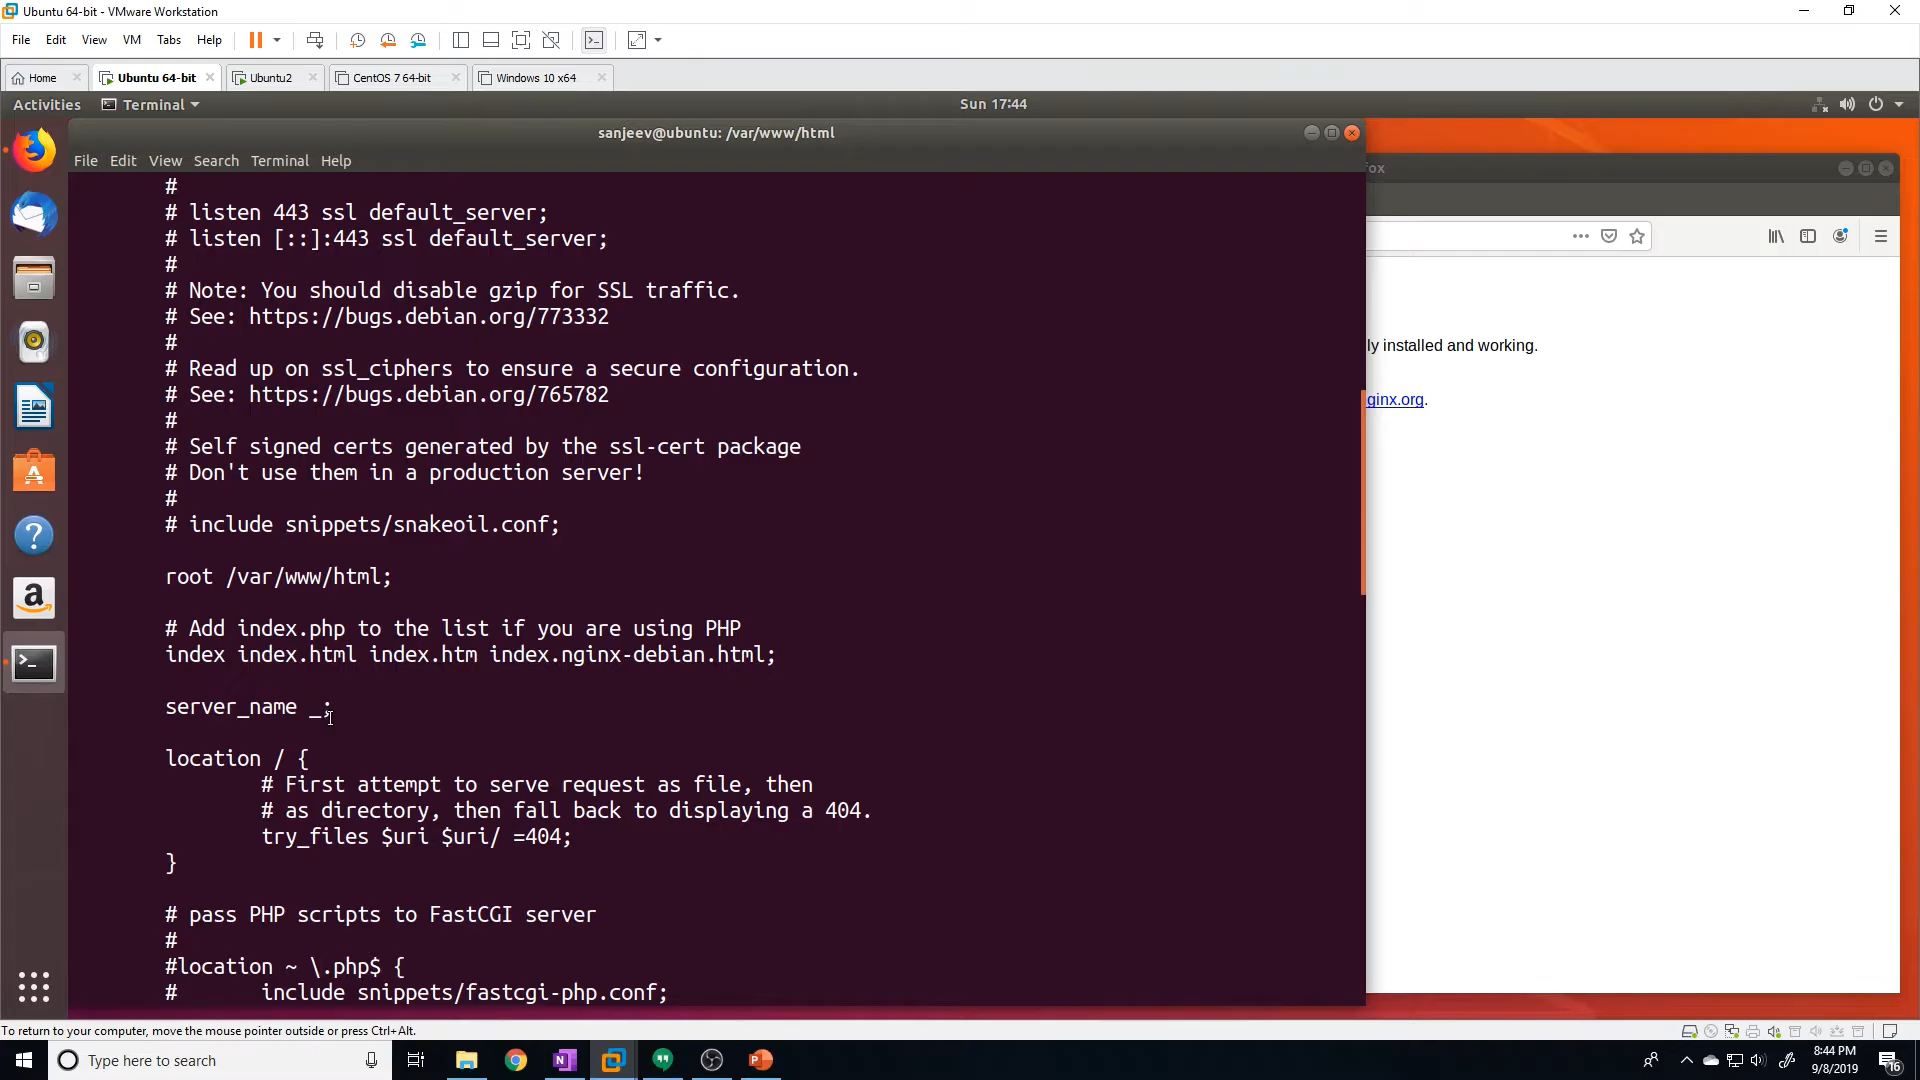 Ubuntu 64-bit - VMware Workstation
File Edit View VM Tabs Help
Home Ubuntu 64-bit Ubuntu2 CentOS 7 64-bit Windows 10 x64
Activities Terminal Sun 17:44
sanjeev@ubuntu: /var/www/html
File Edit View Search Terminal Help
#
# listen 443 ssl default_server;
# listen [::]:443 ssl default_server;
#
# Note: You should disable gzip for SSL traffic.
# See: https://bugs.debian.org/773332
#
# Read up on ssl_ciphers to ensure a secure configuration.
# See: https://bugs.debian.org/765782
#
# Self signed certs generated by the ssl-cert package
# Don't use them in a production server!
#
# include snippets/snakeoil.conf;
root /var/www/html;
# Add index.php to the list if you are using PHP
index index.html index.htm index.nginx-debian.html;
server_name _;
location / {
# First attempt to serve request as file, then
# as directory, then fall back to displaying a 404.
try_files $uri $uri/ =404;
}
# pass PHP scripts to FastCGI server
#
#location ~ \.php$ {
# include snippets/fastcgi-php.conf;
fox
ly installed and working.
ginx.org.
To return to your computer, move the mouse pointer outside or press Ctrl+Alt.
Type here to search
8:44 PM
9/8/2019
16